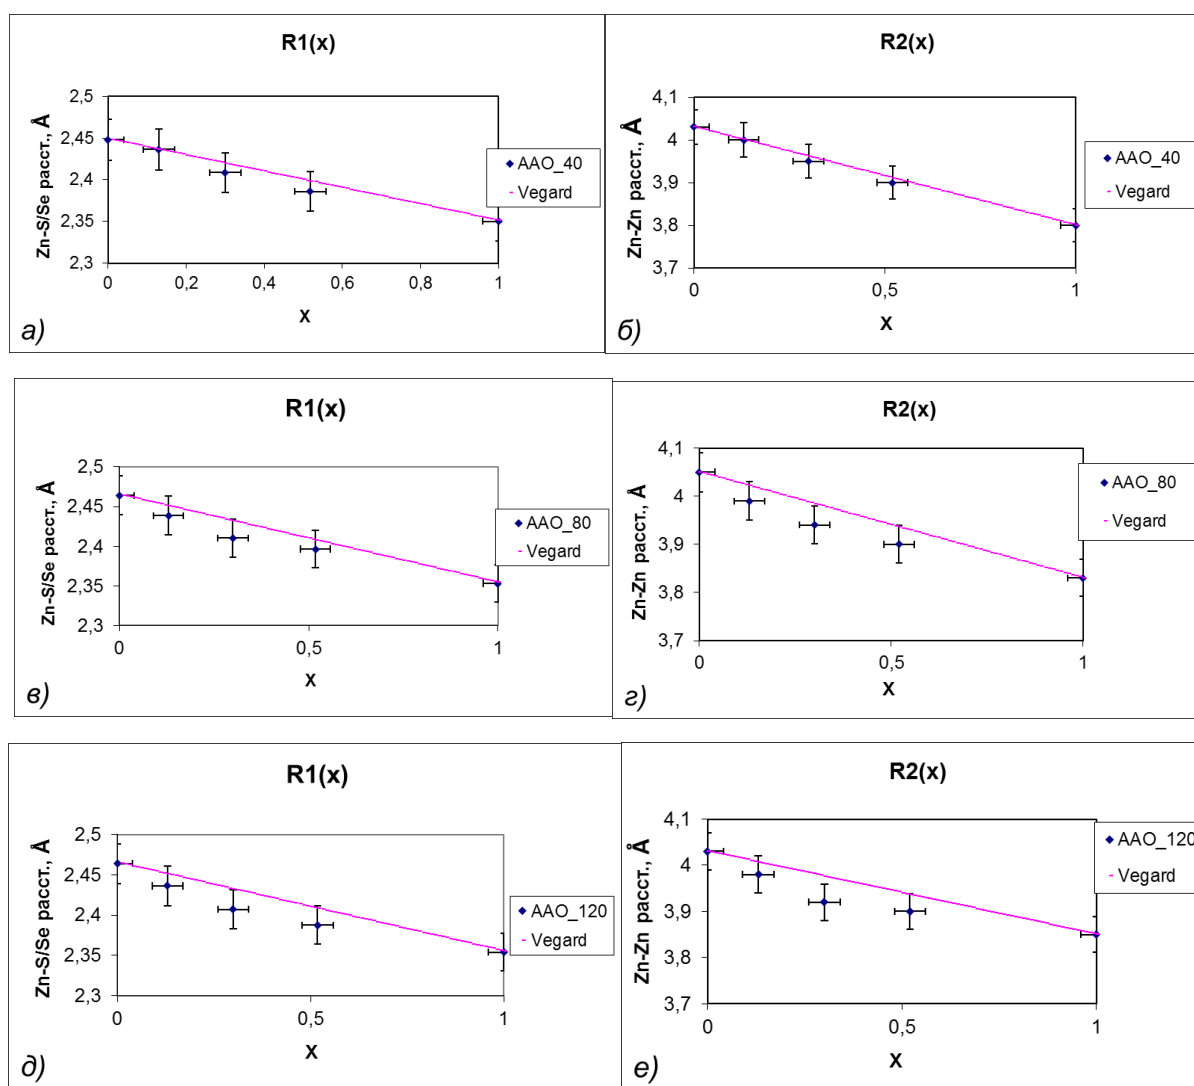 R1(x)
Zn-S/Se расст., Å
2,5
2,45
2,4
2,35
2,3
0
0,2
0,4
0,6
0,8
1
X
AAO_40
Vegard
а)
R2(x)
Zn-Zn расст., Å
4,1
4
3,9
3,8
3,7
0
0,5
1
X
AAO_40
Vegard
б)
R1(x)
Zn-S/Se расст., Å
2,5
2,45
2,4
2,35
2,3
0
0,5
1
X
AAO_80
Vegard
в)
R2(x)
Zn-Zn расст., Å
4,1
4
3,9
3,8
3,7
0
0,5
1
X
AAO_80
Vegard
г)
R1(x)
Zn-S/Se расст., Å
2,5
2,45
2,4
2,35
2,3
0
0,5
1
X
AAO_120
Vegard
д)
R2(x)
Zn-Zn расст., Å
4,1
4
3,9
3,8
3,7
0
0,5
1
X
AAO_120
Vegard
е)